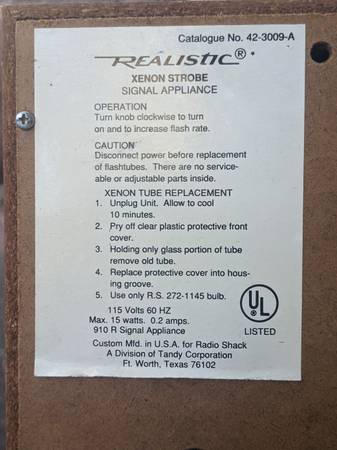 Catalogue No. 42-3009-A
REALISTIC®
XENON STROBE
SIGNAL APPLIANCE
OPERATION
Turn knob clockwise to turn
on and to increase flash rate.
CAUTION
Disconnect power before replacement
of flashtubes. There are no service-
able or adjustable parts inside.
XENON TUBE REPLACEMENT
1. Unplug Unit. Allow to cool
10 minutes.
2. Pry off clear plastic protective front
cover.
3. Holding only glass portion of tube
remove old tube.
4. Replace protective cover into hous-
ing groove.
5. Use only R.S. 272-1145 bulb.
115 Volts 60 HZ
Max. 15 watts. 0.2 amps.
910 R Signal Appliance
UL
®
LISTED
Custom Mfd. in U.S.A. for Radio Shack
A Division of Tandy Corporation
Ft. Worth, Texas 76102